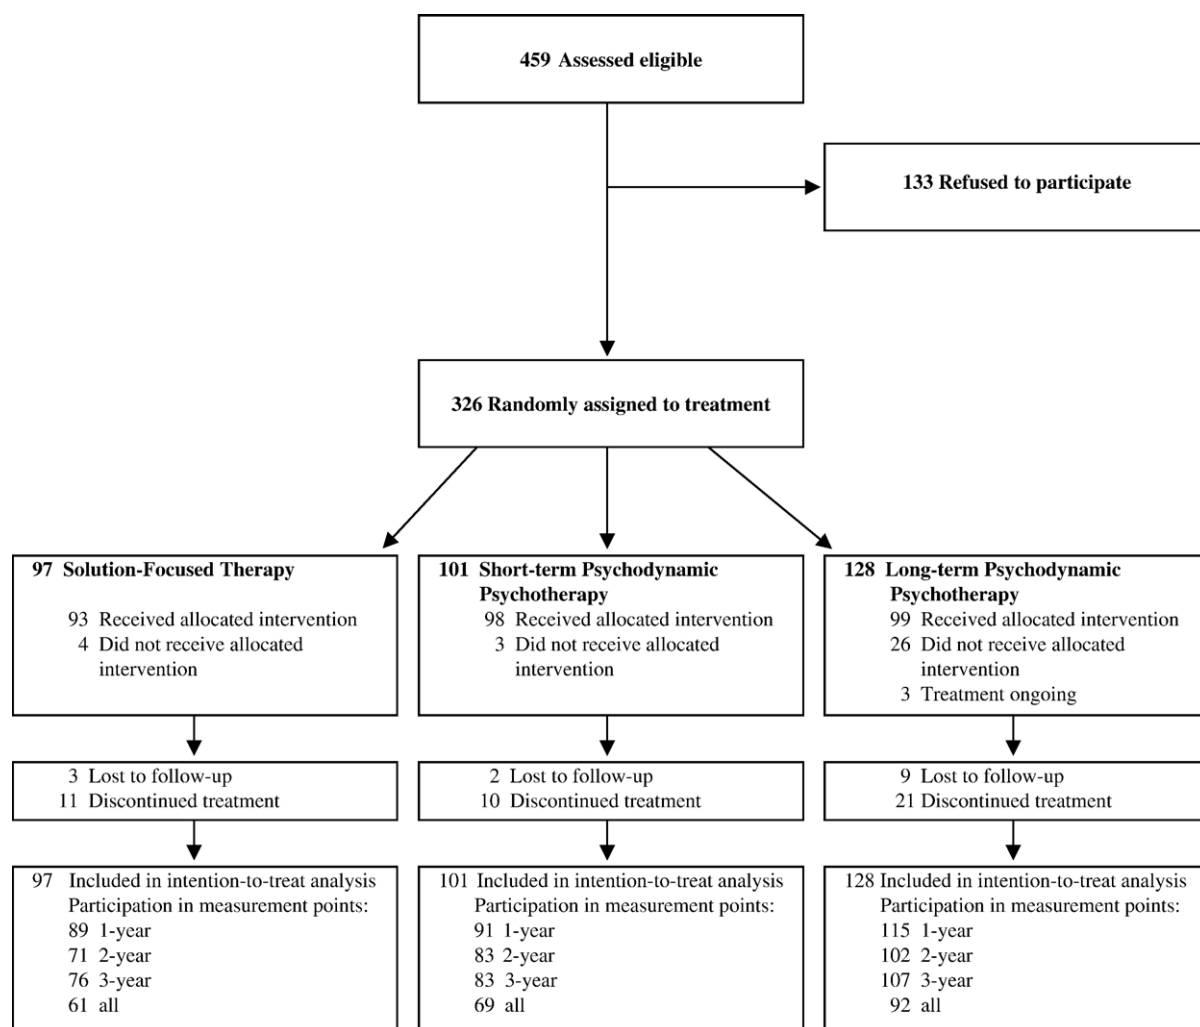 459 Assessed eligible
133 Refused to participate
326 Randomly assigned to treatment
97 Solution-Focused Therapy
93 Received allocated intervention
4 Did not receive allocated
intervention
101 Short-term Psychodynamic
Psychotherapy
98 Received allocated intervention
3 Did not receive allocated
intervention
128 Long-term Psychodynamic
Psychotherapy
99 Received allocated intervention
26 Did not receive allocated
intervention
3 Treatment ongoing
3 Lost to follow-up
11 Discontinued treatment
2 Lost to follow-up
10 Discontinued treatment
9 Lost to follow-up
21 Discontinued treatment
97 Included in intention-to-treat analysis
Participation in measurement points:
89 1-year
71 2-year
76 3-year
61 all
101 Included in intention-to-treat analysis
Participation in measurement points:
91 1-year
83 2-year
83 3-year
69 all
128 Included in intention-to-treat analysis
Participation in measurement points:
115 1-year
102 2-year
107 3-year
92 all